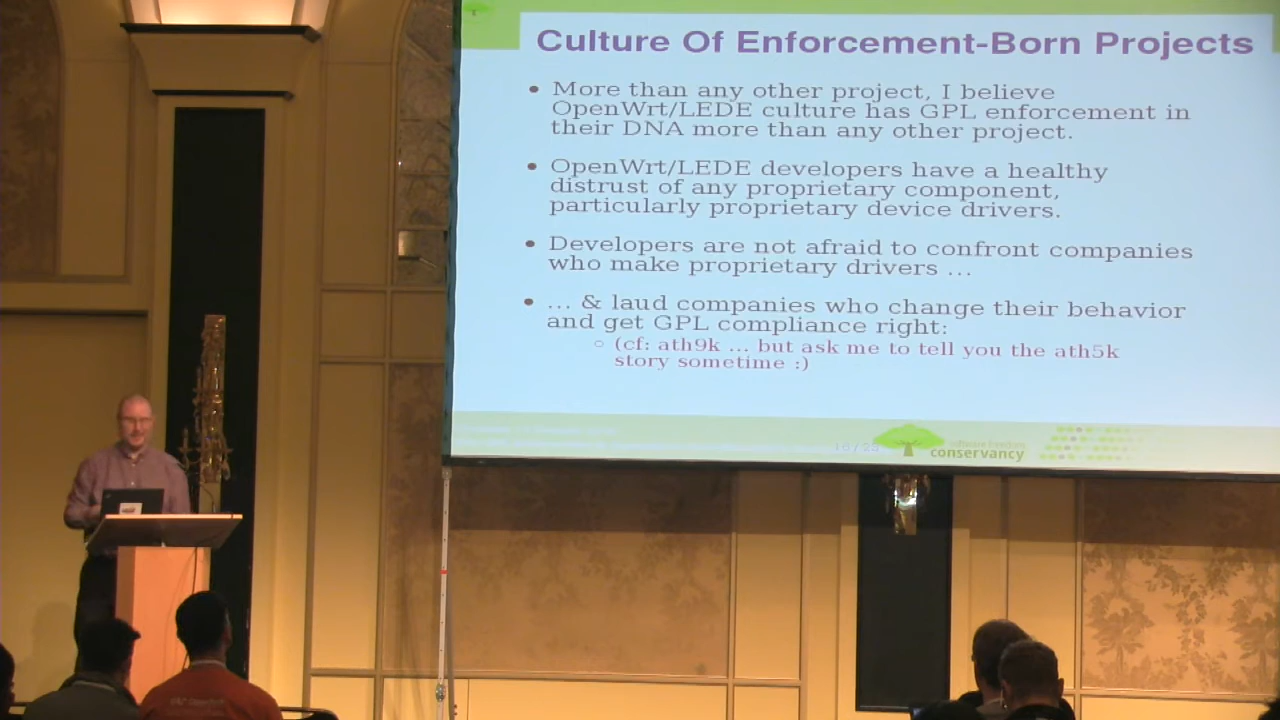 Culture Of Enforcement-Born Projects
• More than any other project, I believe
OpenWrt/LEDE culture has GPL enforcement in
their DNA more than any other project.
• OpenWrt/LEDE developers have a healthy
distrust of any proprietary component,
particularly proprietary device drivers.
• Developers are not afraid to confront companies
who make proprietary drivers ...
• ... & laud companies who change their behavior
and get GPL compliance right:
○ (cf: ath9k ... but ask me to tell you the ath5k
story sometime :)
conservancy